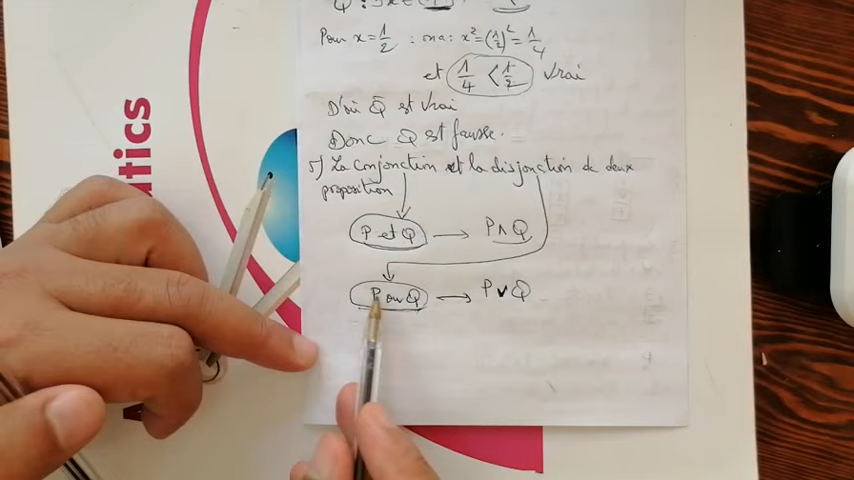 Pour x = 1/2 : on a : x² = (1/2)² = 1/4
et 1/4 < 1/2 Vrai
D'où Q̄ est Vrai
Donc Q est fausse.
5) La conjonction et la disjonction de deux
proposition
P et Q → P ∧ Q
P ou Q → P ∨ Q
tics